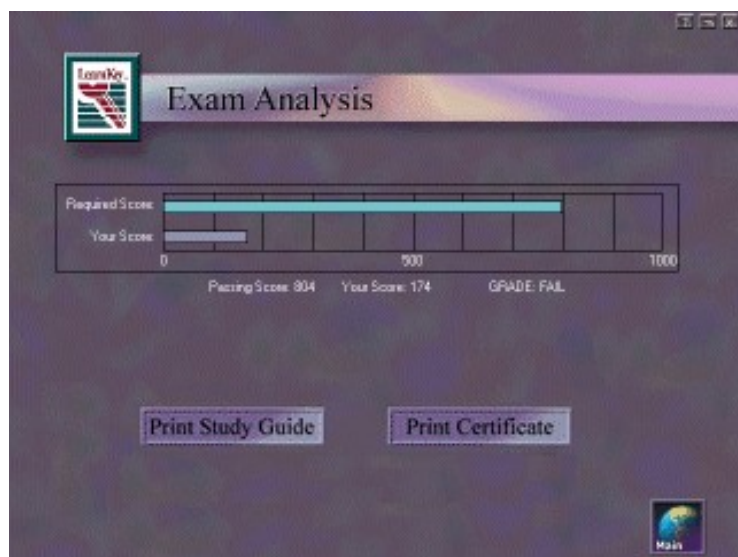 LearnKey
Exam Analysis
Required Score:
Your Score:
0 500 1000
Passing Score: 804 Your Score: 174 GRADE: FAIL
Print Study Guide Print Certificate
Main